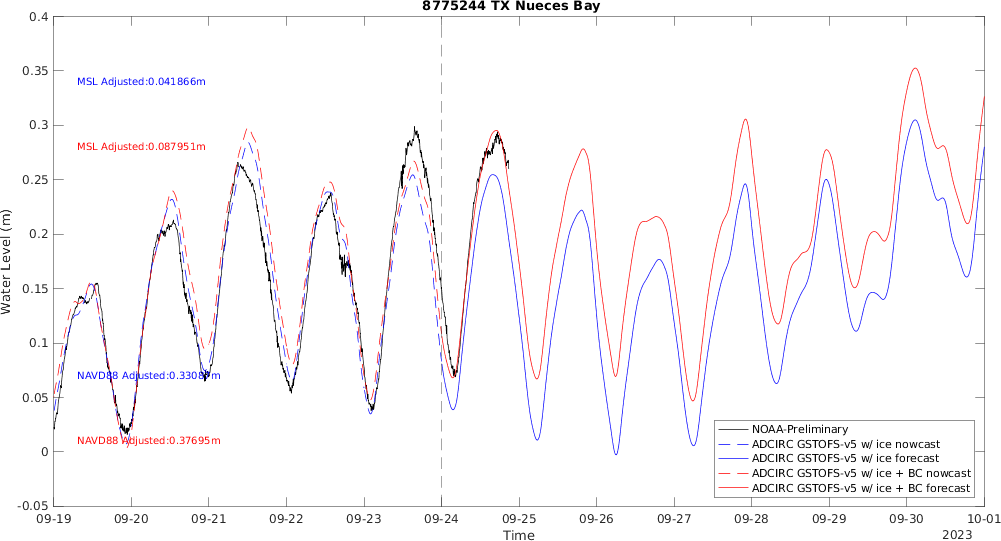 8775244 TX Nueces Bay
Water Level (m)
0.4
0.35
0.3
0.25
0.2
0.15
0.1
0.05
0
-0.05
MSL Adjusted:0.041866m
MSL Adjusted:0.087951m
NAVD88 Adjusted:0.3308
NAVD88 Adjusted:0.37695m
NOAA-Preliminary
ADCIRC GSTOFS-v5 w/ ice nowcast
ADCIRC GSTOFS-v5 w/ ice forecast
ADCIRC GSTOFS-v5 w/ ice + BC nowcast
ADCIRC GSTOFS-v5 w/ ice + BC forecast
09-19 09-20 09-21 09-22 09-23 09-24 09-25 09-26 09-27 09-28 09-29 09-30 10-01
Time
2023